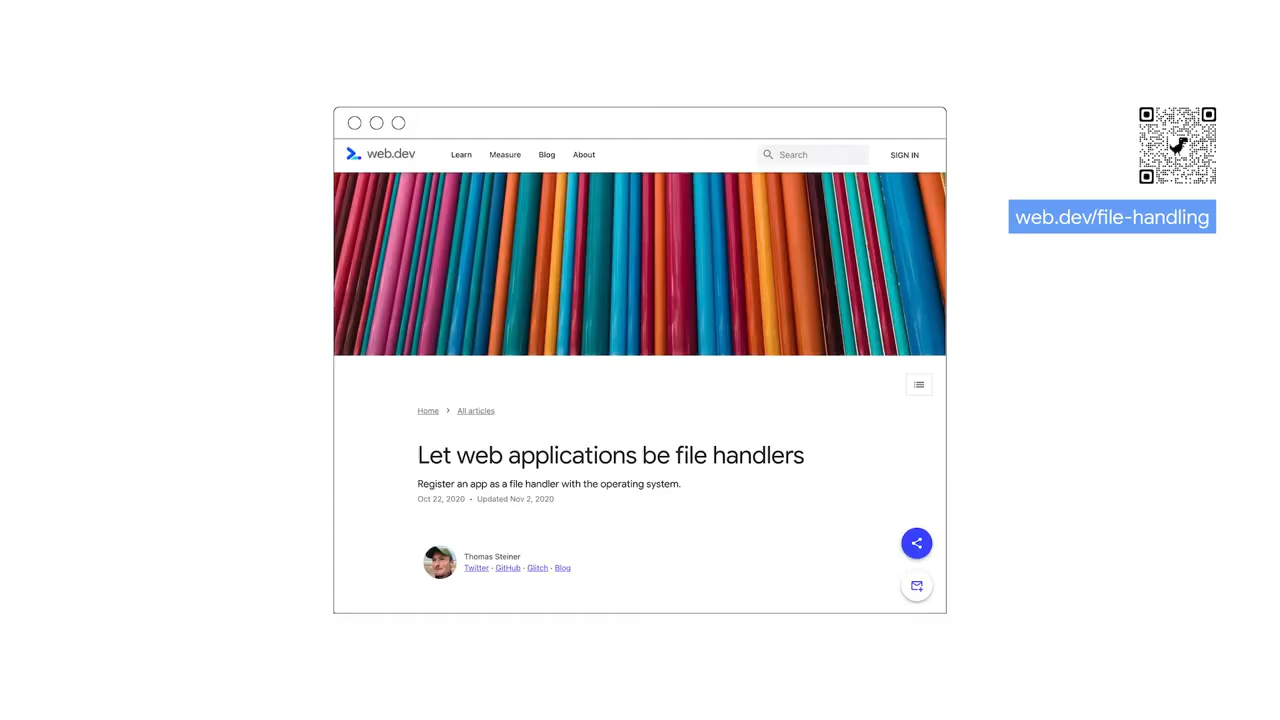 web.dev
Learn
Measure
Blog
About
Search
SIGN IN
web.dev/file-handling
Home
All articles
Let web applications be file handlers
Register an app as a file handler with the operating system.
Oct 22, 2020 • Updated Nov 2, 2020
Thomas Steiner
Twitter · GitHub · Glitch · Blog